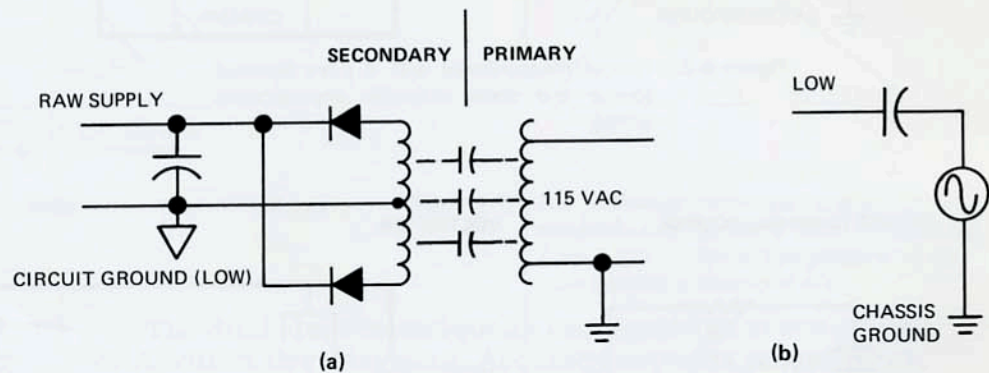 SECONDARY PRIMARY
RAW SUPPLY
LOW
115 VAC
CIRCUIT GROUND (LOW)
CHASSIS
GROUND
(a)
(b)